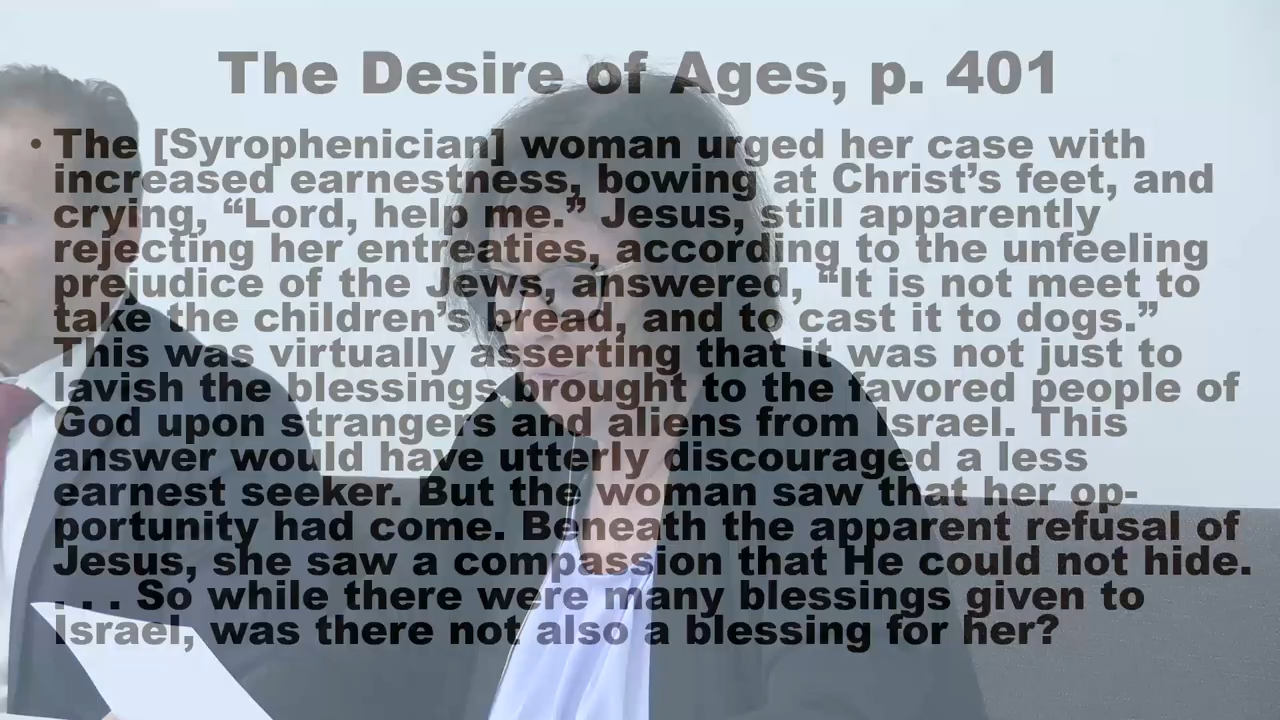 The Desire of Ages, p. 401
• The [Syrophenician] woman urged her case with
increased earnestness, bowing at Christ’s feet, and
crying, “Lord, help me.” Jesus, still apparently
rejecting her entreaties, according to the unfeeling
prejudice of the Jews, answered, “It is not meet to
take the children’s bread, and to cast it to dogs.”
This was virtually asserting that it was not just to
lavish the blessings brought to the favored people of
God upon strangers and aliens from Israel. This
answer would have utterly discouraged a less
earnest seeker. But the woman saw that her op-
portunity had come. Beneath the apparent refusal of
Jesus, she saw a compassion that He could not hide.
. . . So while there were many blessings given to
Israel, was there not also a blessing for her?